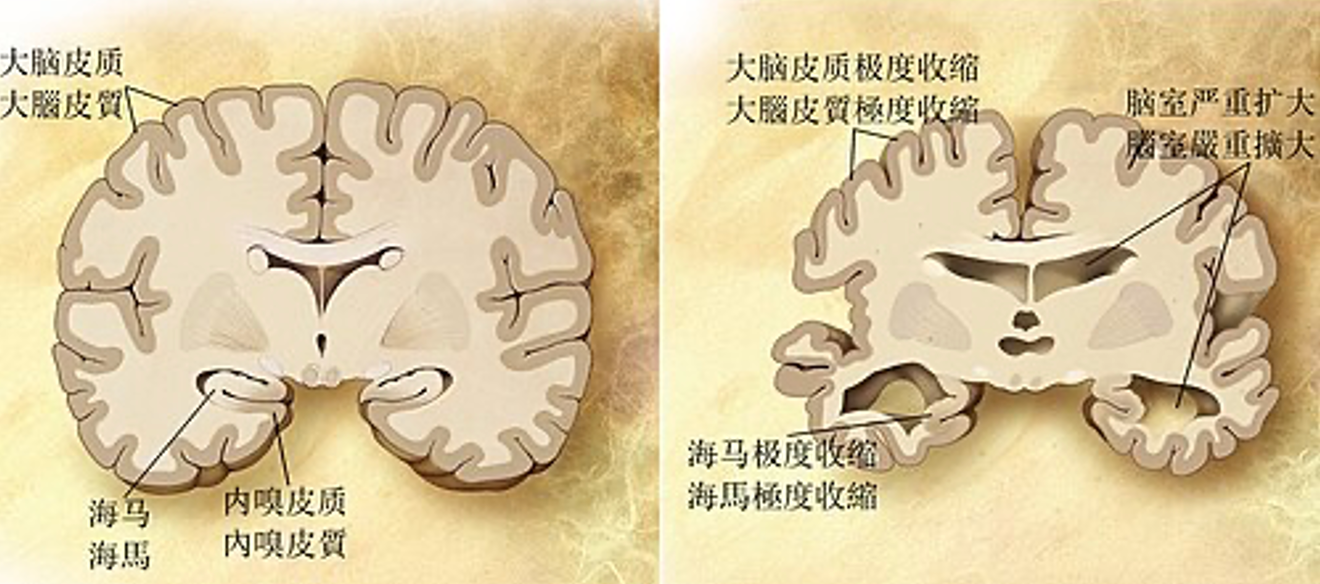 大脑皮质
大腦皮質
海马
海馬
内嗅皮质
內嗅皮質
大脑皮质极度收缩
大腦皮質極度收縮
脑室严重扩大
腦室嚴重擴大
海马极度收缩
海馬極度收縮